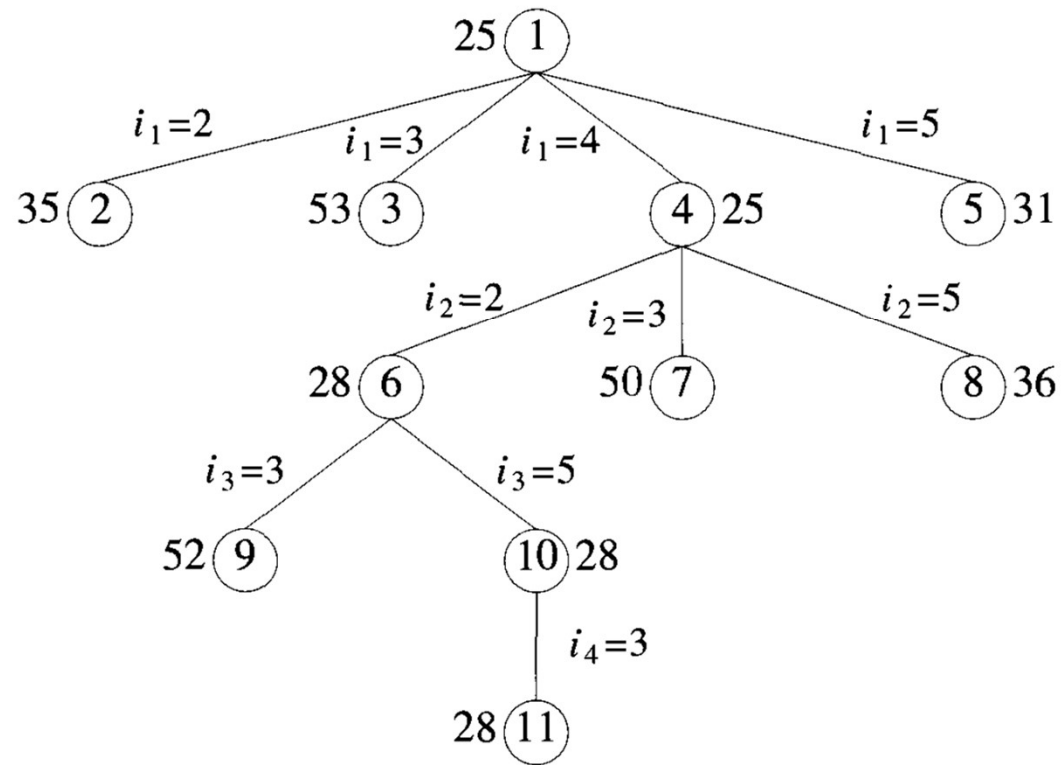 25 1
i₁=2 i₁=3 i₁=4 i₁=5
35 2 53 3 4 25 5 31
i₂=2 i₂=3 i₂=5
28 6 50 7 8 36
i₃=3 i₃=5
52 9 10 28
i₄=3
28 11